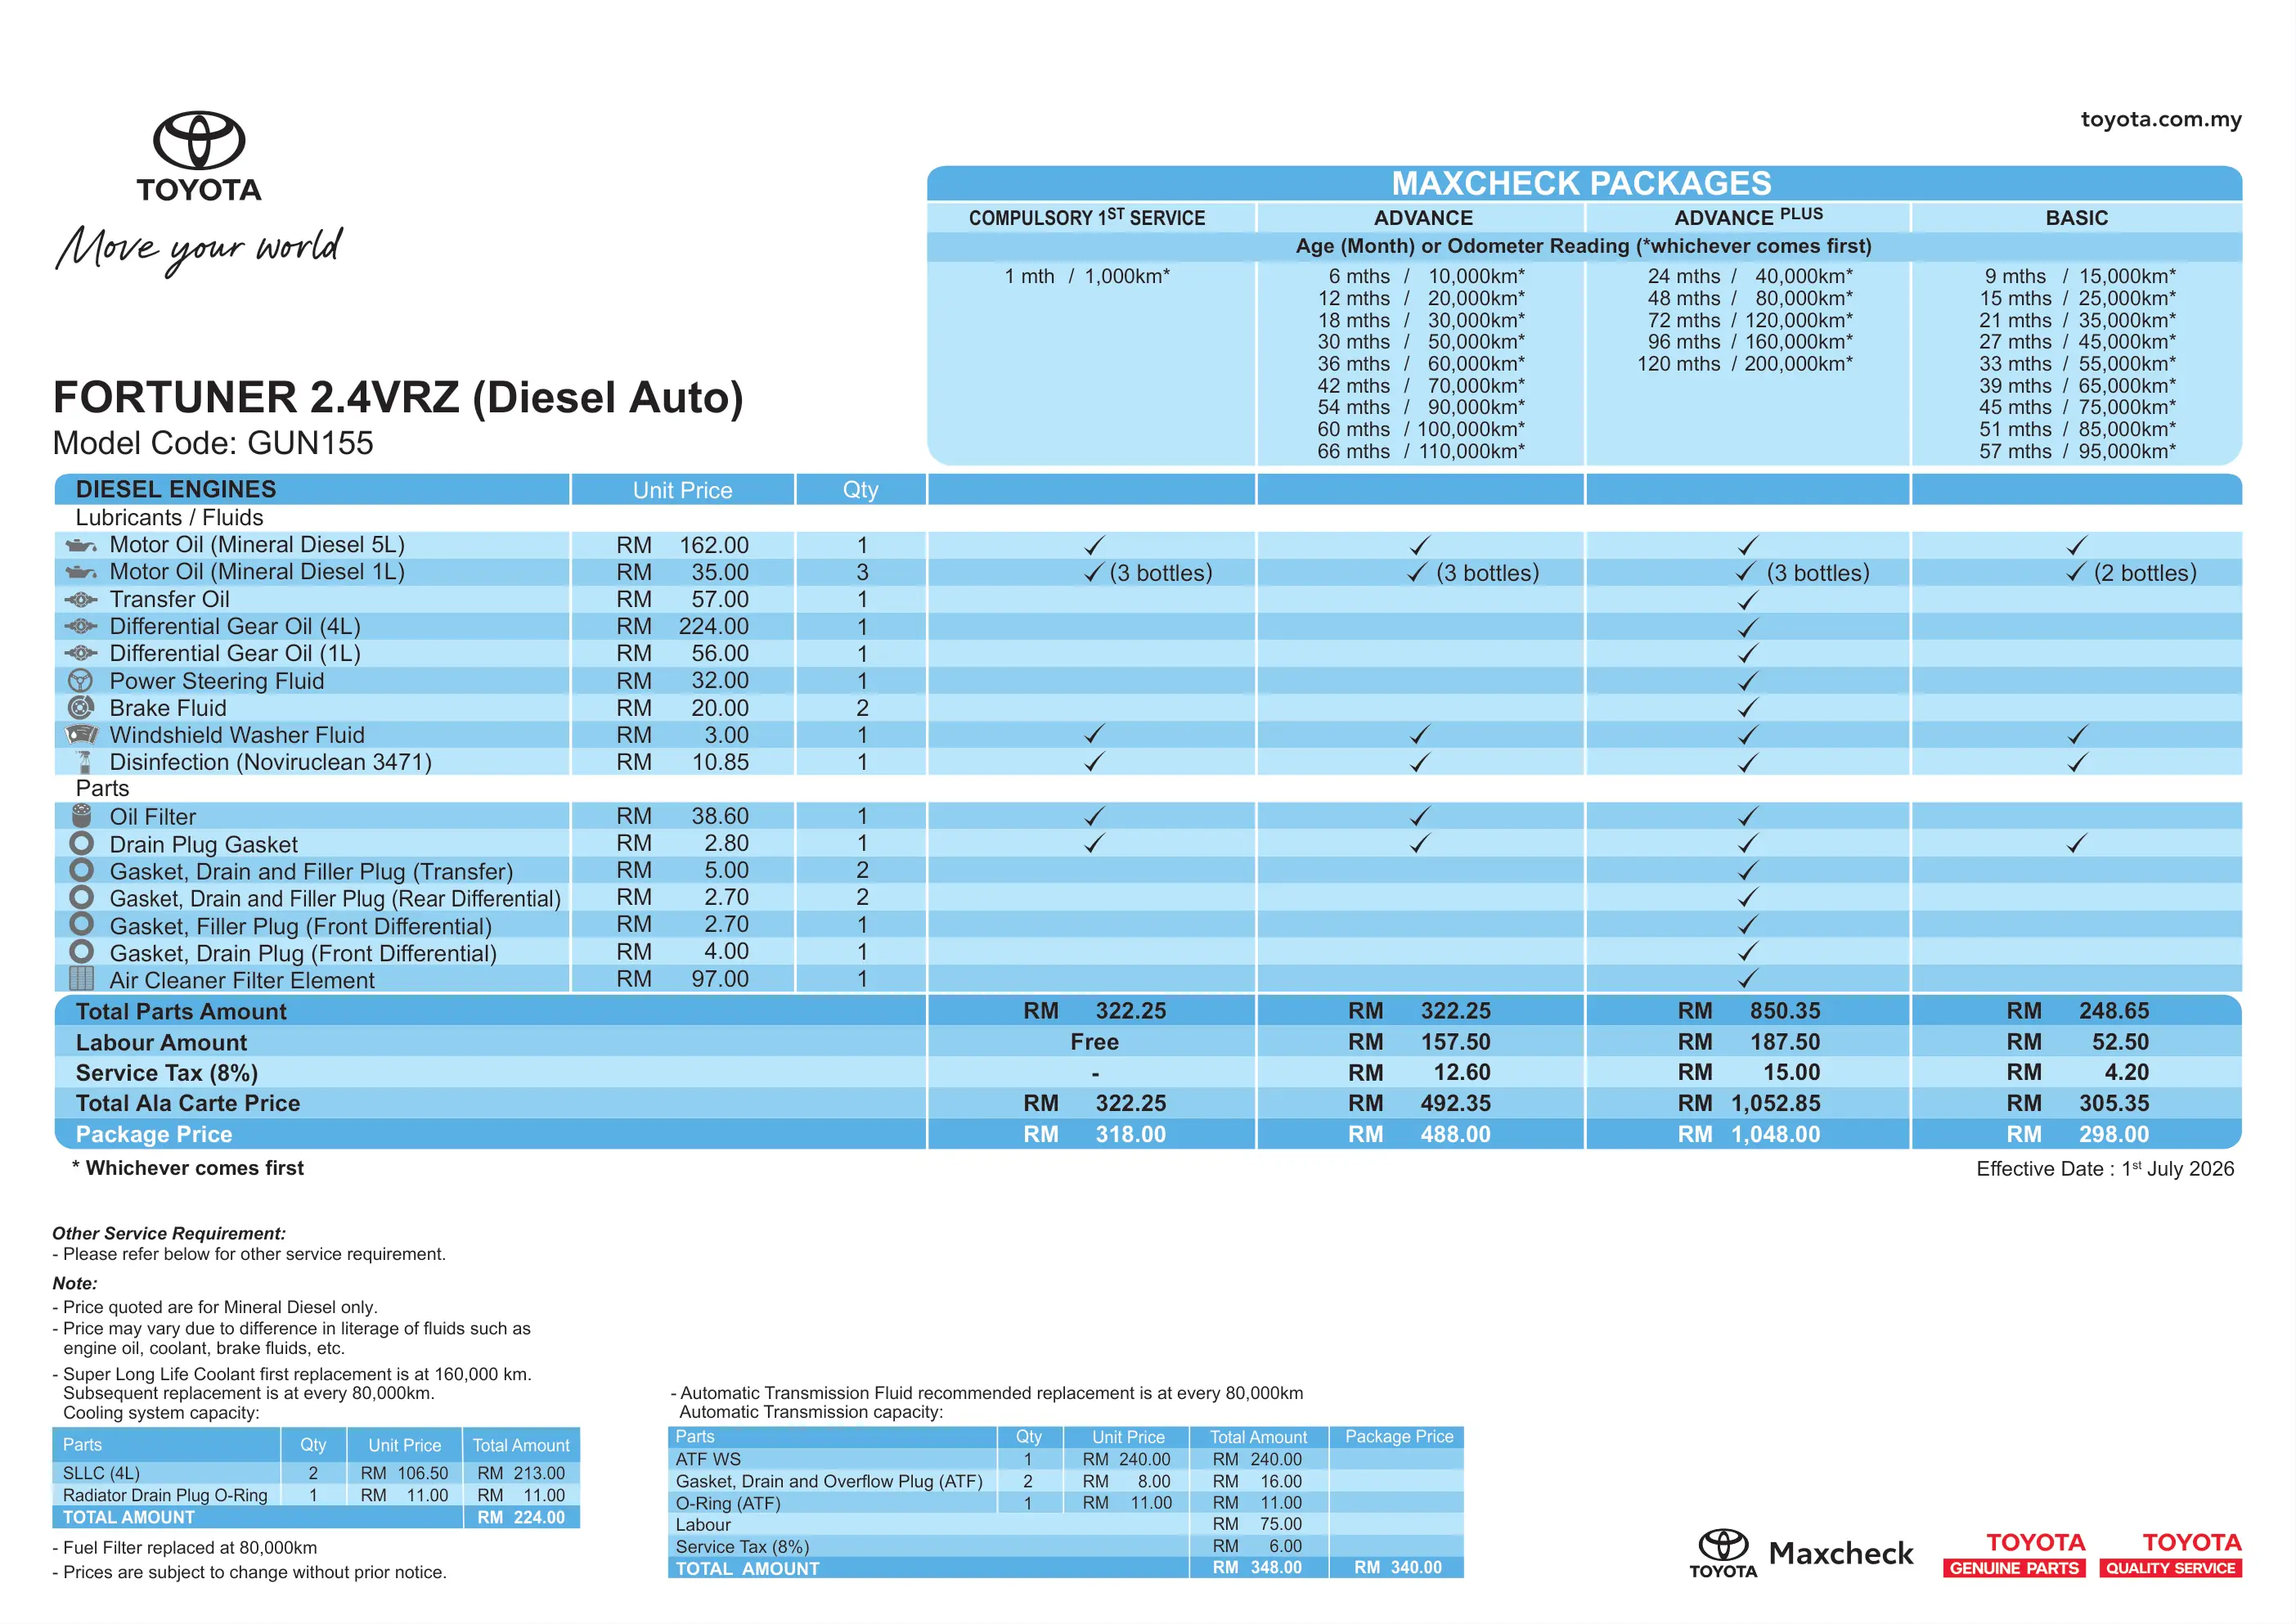 toyota.com.my
TOYOTA
Move your world
MAXCHECK PACKAGES
COMPULSORY 1ST SERVICE ADVANCE ADVANCE PLUS BASIC
Age (Month) or Odometer Reading (*whichever comes first)
1 mth / 1,000km* 6 mths / 10,000km* 24 mths / 40,000km* 9 mths / 15,000km*
12 mths / 20,000km* 48 mths / 80,000km* 15 mths / 25,000km*
18 mths / 30,000km* 72 mths / 120,000km* 21 mths / 35,000km*
30 mths / 50,000km* 96 mths / 160,000km* 27 mths / 45,000km*
36 mths / 60,000km* 120 mths / 200,000km* 33 mths / 55,000km*
42 mths / 70,000km* 39 mths / 65,000km*
54 mths / 90,000km* 45 mths / 75,000km*
60 mths / 100,000km* 51 mths / 85,000km*
66 mths / 110,000km* 57 mths / 95,000km*
FORTUNER 2.4VRZ (Diesel Auto)
Model Code: GUN155
DIESEL ENGINES Unit Price Qty
Lubricants / Fluids
Motor Oil (Mineral Diesel 5L) RM 162.00 1 ✓ ✓ ✓ ✓
Motor Oil (Mineral Diesel 1L) RM 35.00 3 ✓ (3 bottles) ✓ (3 bottles) ✓ (3 bottles) ✓ (2 bottles)
Transfer Oil RM 57.00 1 ✓
Differential Gear Oil (4L) RM 224.00 1 ✓
Differential Gear Oil (1L) RM 56.00 1 ✓
Power Steering Fluid RM 32.00 1 ✓
Brake Fluid RM 20.00 2 ✓
Windshield Washer Fluid RM 3.00 1 ✓ ✓ ✓ ✓
Disinfection (Noviruclean 3471) RM 10.85 1 ✓ ✓ ✓ ✓
Parts
Oil Filter RM 38.60 1 ✓ ✓ ✓
Drain Plug Gasket RM 2.80 1 ✓ ✓ ✓ ✓
Gasket, Drain and Filler Plug (Transfer) RM 5.00 2 ✓
Gasket, Drain and Filler Plug (Rear Differential) RM 2.70 2 ✓
Gasket, Filler Plug (Front Differential) RM 2.70 1 ✓
Gasket, Drain Plug (Front Differential) RM 4.00 1 ✓
Air Cleaner Filter Element RM 97.00 1 ✓
Total Parts Amount RM 322.25 RM 322.25 RM 850.35 RM 248.65
Labour Amount Free RM 157.50 RM 187.50 RM 52.50
Service Tax (8%) - RM 12.60 RM 15.00 RM 4.20
Total Ala Carte Price RM 322.25 RM 492.35 RM 1,052.85 RM 305.35
Package Price RM 318.00 RM 488.00 RM 1,048.00 RM 298.00
* Whichever comes first
Effective Date : 1st July 2026
Other Service Requirement:
- Please refer below for other service requirement.
Note:
- Price quoted are for Mineral Diesel only.
- Price may vary due to difference in literage of fluids such as
engine oil, coolant, brake fluids, etc.
- Super Long Life Coolant first replacement is at 160,000 km.
Subsequent replacement is at every 80,000km.
Cooling system capacity:
Parts Qty Unit Price Total Amount
SLLC (4L) 2 RM 106.50 RM 213.00
Radiator Drain Plug O-Ring 1 RM 11.00 RM 11.00
TOTAL AMOUNT RM 224.00
- Fuel Filter replaced at 80,000km
- Prices are subject to change without prior notice.
- Automatic Transmission Fluid recommended replacement is at every 80,000km
Automatic Transmission capacity:
Parts Qty Unit Price Total Amount Package Price
ATF WS 1 RM 240.00 RM 240.00
Gasket, Drain and Overflow Plug (ATF) 2 RM 8.00 RM 16.00
O-Ring (ATF) 1 RM 11.00 RM 11.00
Labour RM 75.00
Service Tax (8%) RM 6.00
TOTAL AMOUNT RM 348.00 RM 340.00
TOYOTA
Maxcheck
TOYOTA
GENUINE PARTS
TOYOTA
QUALITY SERVICE